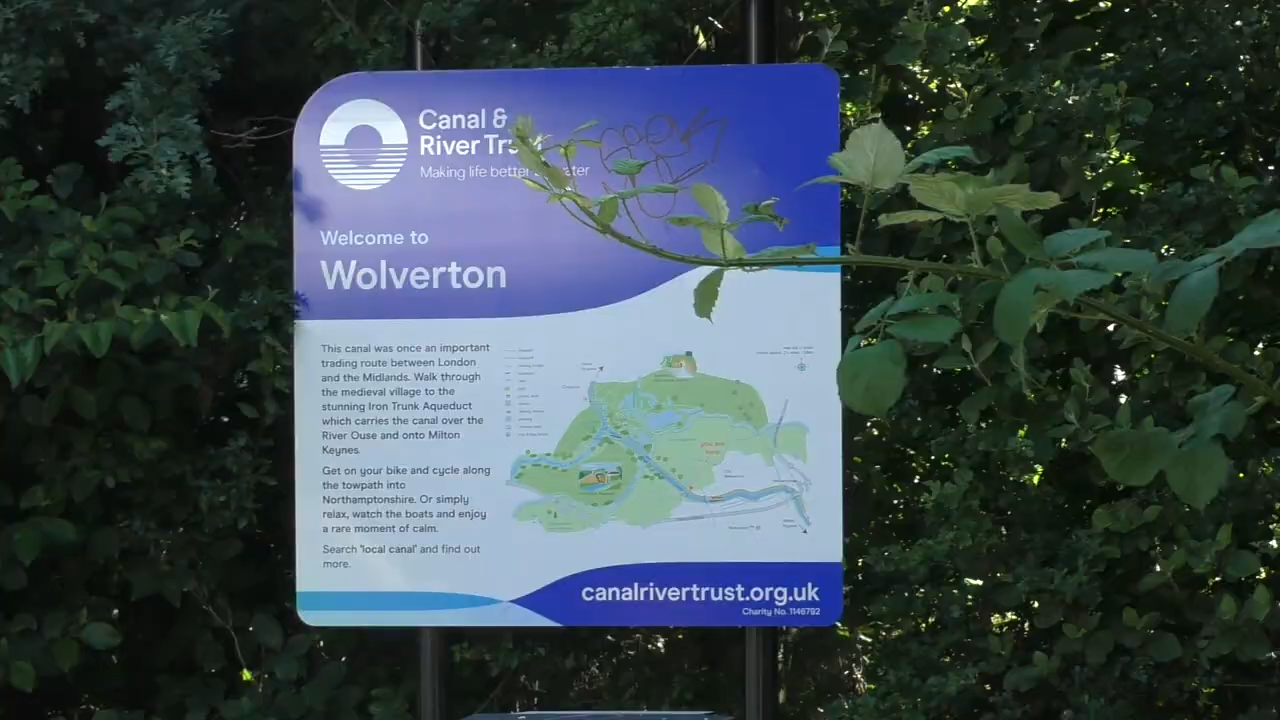 Canal &
River Tr
Making life better ater
Welcome to
Wolverton
This canal was once an important
trading route between London
and the Midlands. Walk through
the medieval village to the
stunning Iron Trunk Aqueduct
which carries the canal over the
River Ouse and onto Milton
Keynes.
Get on your bike and cycle along
the towpath into
Northamptonshire. Or simply
relax, watch the boats and enjoy
a rare moment of calm.
Search 'local canal' and find out
more.
canalrivertrust.org.uk
Charity No. 1146792